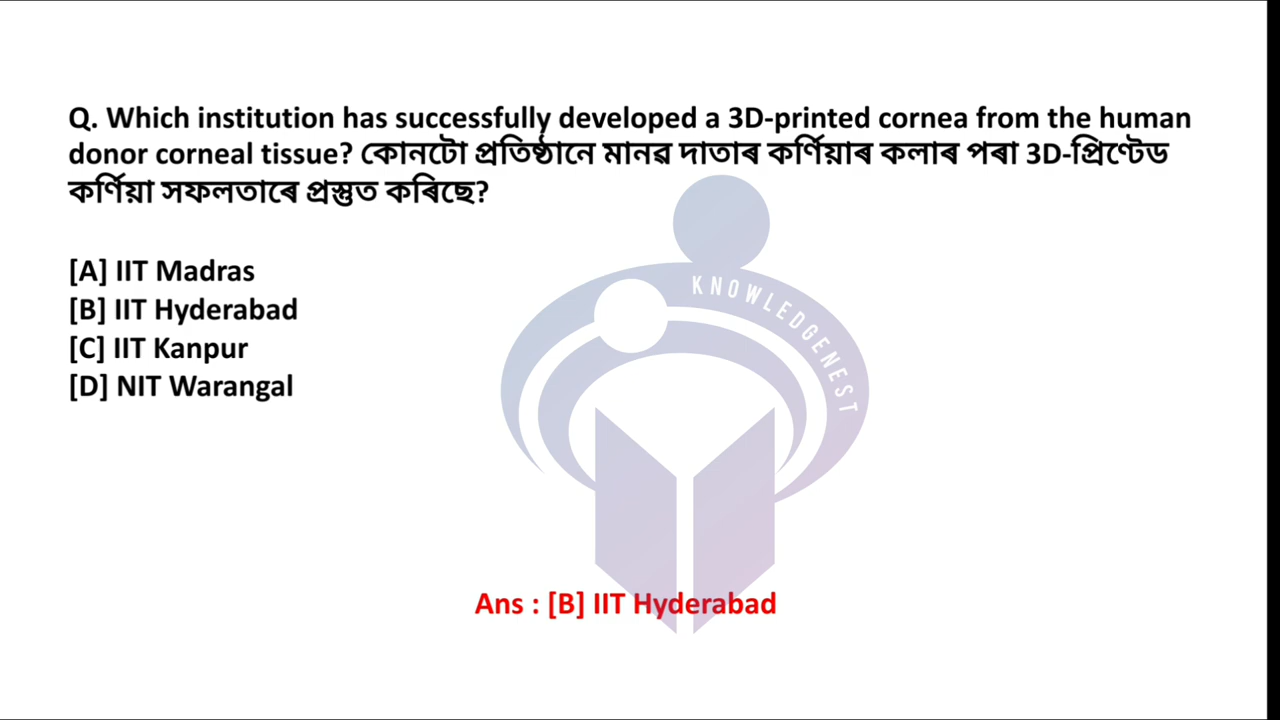 Q. Which institution has successfully developed a 3D-printed cornea from the human
donor corneal tissue? কোনটো প্ৰতিষ্ঠানে মানৱ দাতাৰ কৰ্ণিয়াৰ কলাৰ পৰা 3D-প্ৰিণ্টেড
কৰ্ণিয়া সফলতাৰে প্ৰস্তুত কৰিছে?
[A] IIT Madras
[B] IIT Hyderabad
[C] IIT Kanpur
[D] NIT Warangal
KNOWLEDGENEST
Ans : [B] IIT Hyderabad